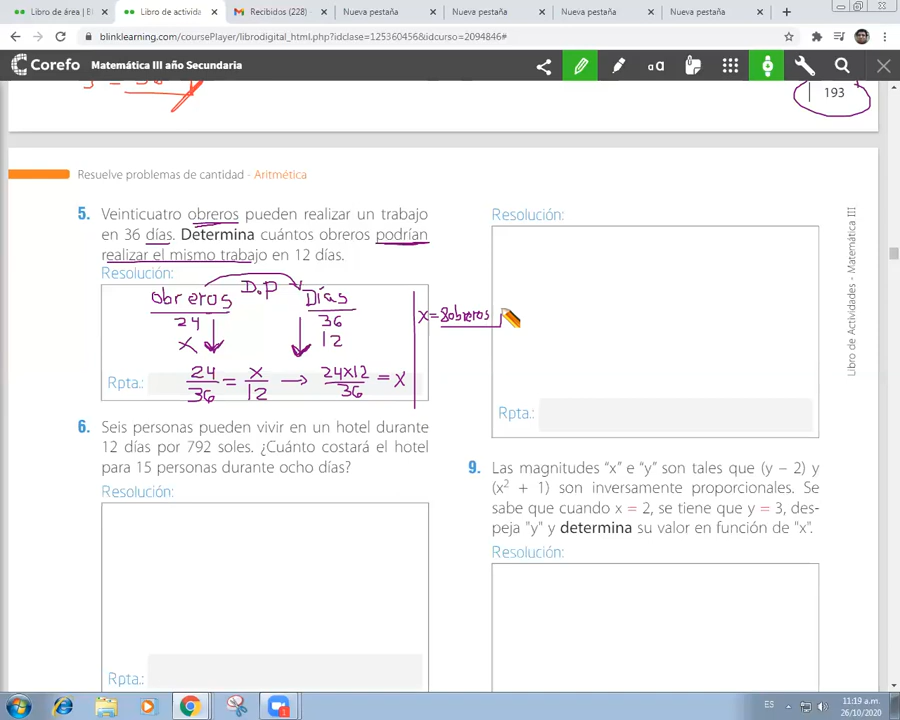 Libro de área | Bl
Libro de activida
Recibidos (228)
Nueva pestaña
Nueva pestaña
Nueva pestaña
Nueva pestaña
blinklearning.com/coursePlayer/librodigital_html.php?idclase=125360456&idcurso=2094846#
Corefo
Matemática III año Secundaria
193
Resuelve problemas de cantidad - Aritmética
5. Veinticuatro obreros pueden realizar un trabajo
en 36 días. Determina cuántos obreros podrían
realizar el mismo trabajo en 12 días.
Resolución:
obreros D.P Días
24 36
X 12
24/36 = x/12 → 24x12/36 = x
Rpta.:
x = 8obreros
6. Seis personas pueden vivir en un hotel durante
12 días por 792 soles. ¿Cuánto costará el hotel
para 15 personas durante ocho días?
Resolución:
Rpta.:
Resolución:
Rpta.:
9. Las magnitudes "x" e "y" son tales que (y − 2) y
(x² + 1) son inversamente proporcionales. Se
sabe que cuando x = 2, se tiene que y = 3, des-
peja "y" y determina su valor en función de "x".
Resolución:
Libro de Actividades - Matemática III
ES
11:19 a.m.
26/10/2020